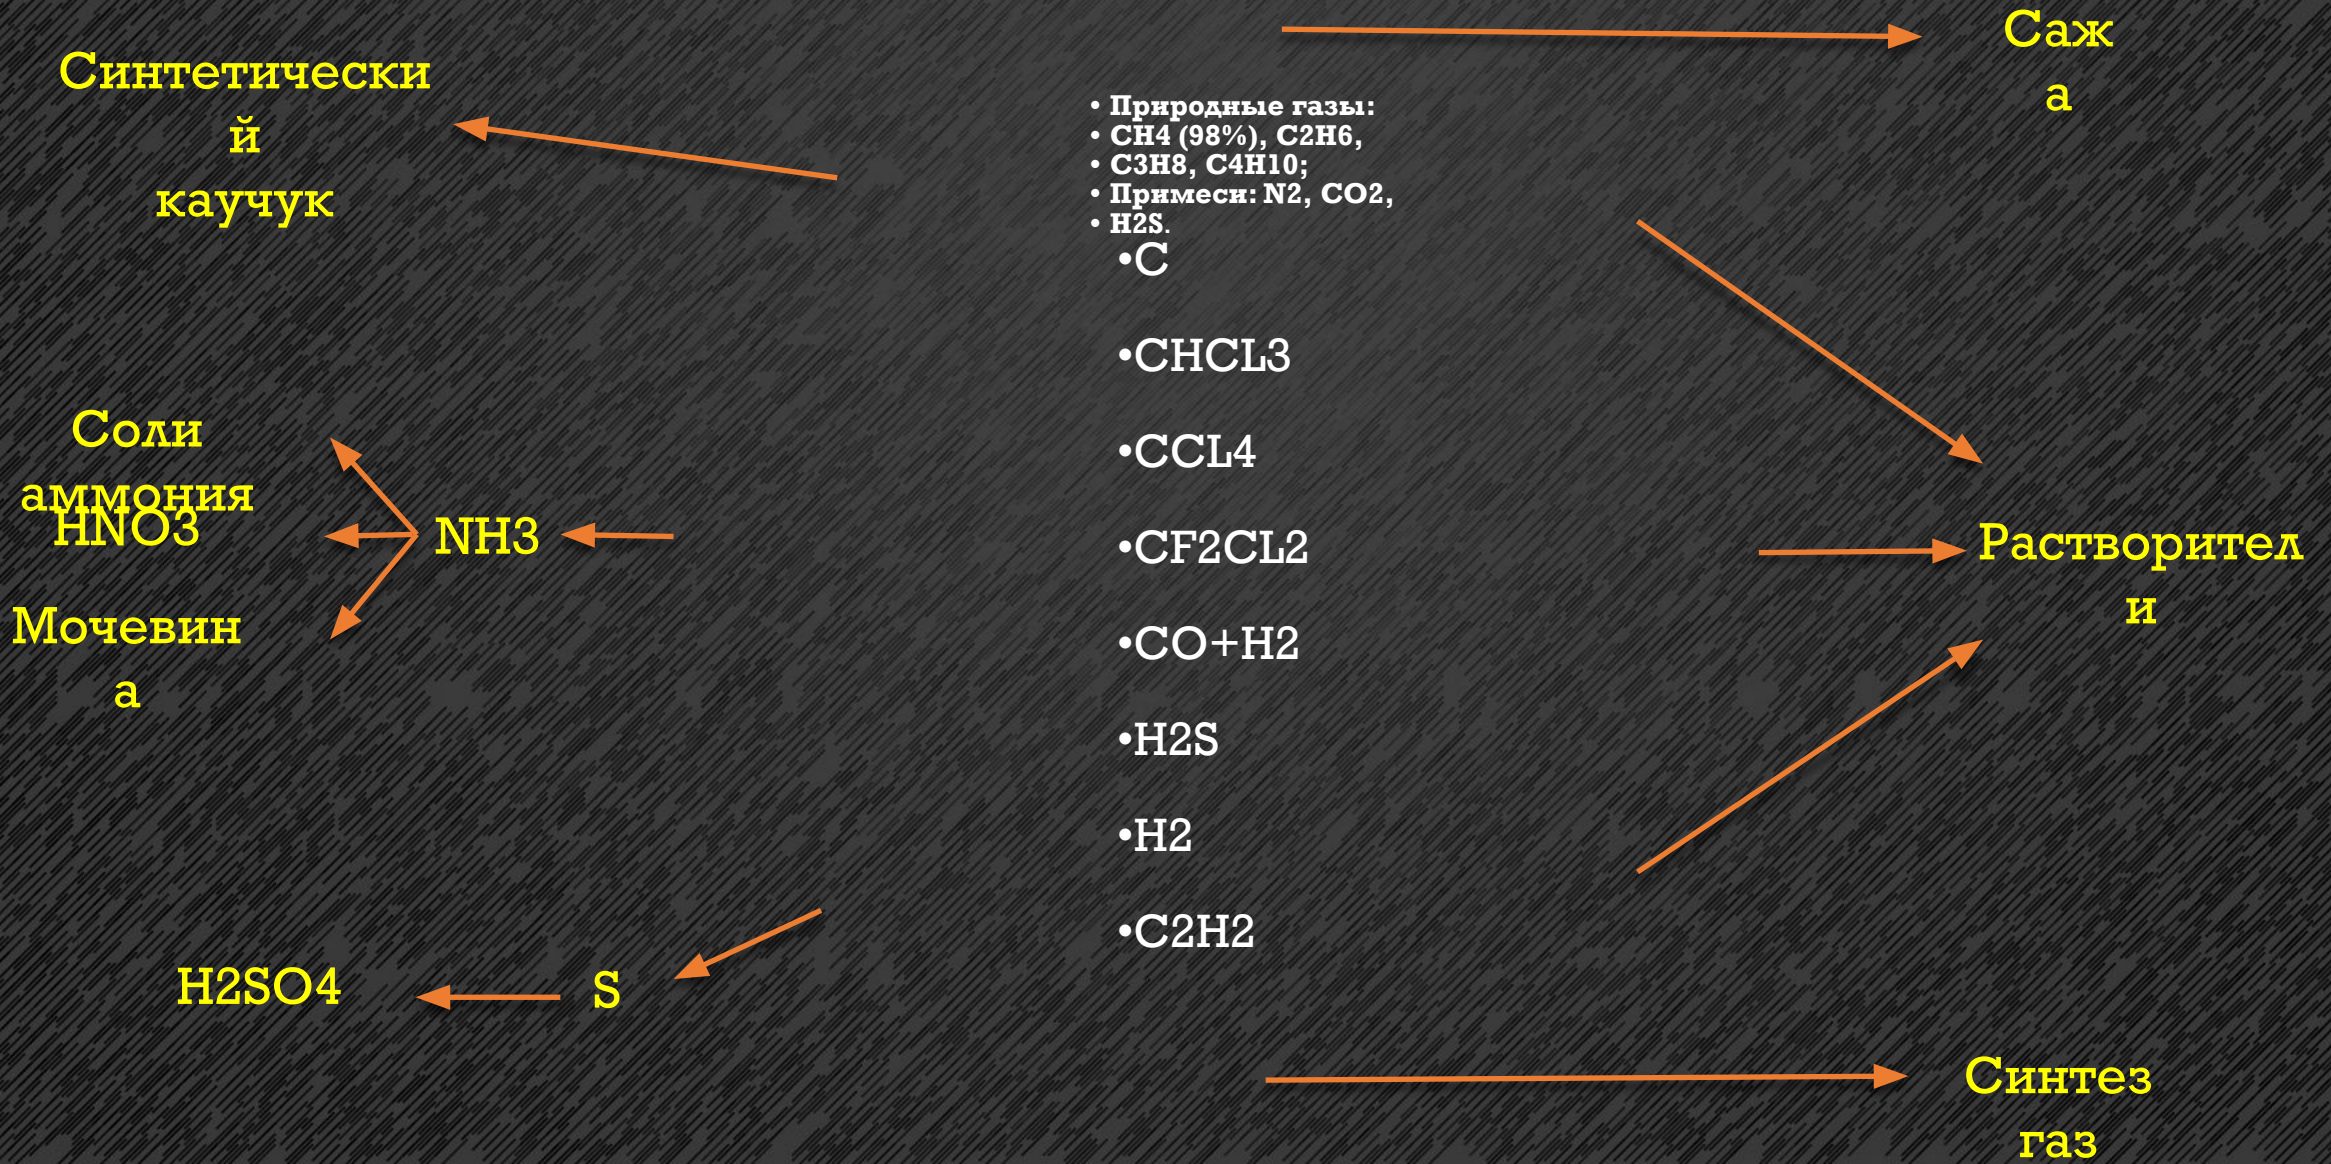 Синтетически
й
каучук
Саж
а
• Природные газы:
• CH4 (98%), C2H6,
• C3H8, C4H10;
• Примеси: N2, CO2,
• H2S.
•C
•CHCL3
•CCL4
•CF2CL2
•CO+H2
•H2S
•H2
•C2H2
Соли
аммония
HNO3
NH3
Мочевин
а
Растворител
и
H2SO4
S
Синтез
газ